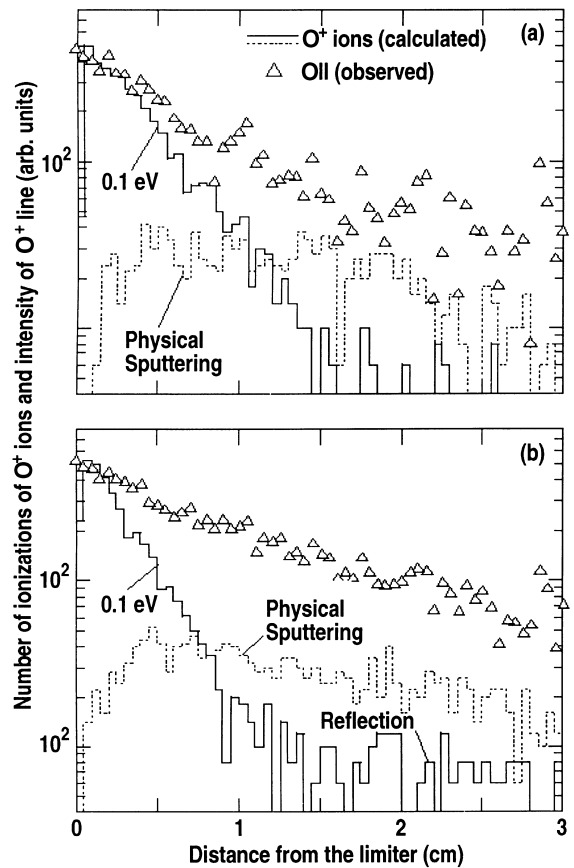 Number of ionizations of O⁺ ions and intensity of O⁺ line (arb. units)
(a)
O⁺ ions (calculated)
OII (observed)
10²
0.1 eV
Physical
Sputtering
(b)
10²
0.1 eV
Physical
Sputtering
Reflection
10²
0 1 2 3
Distance from the limiter (cm)